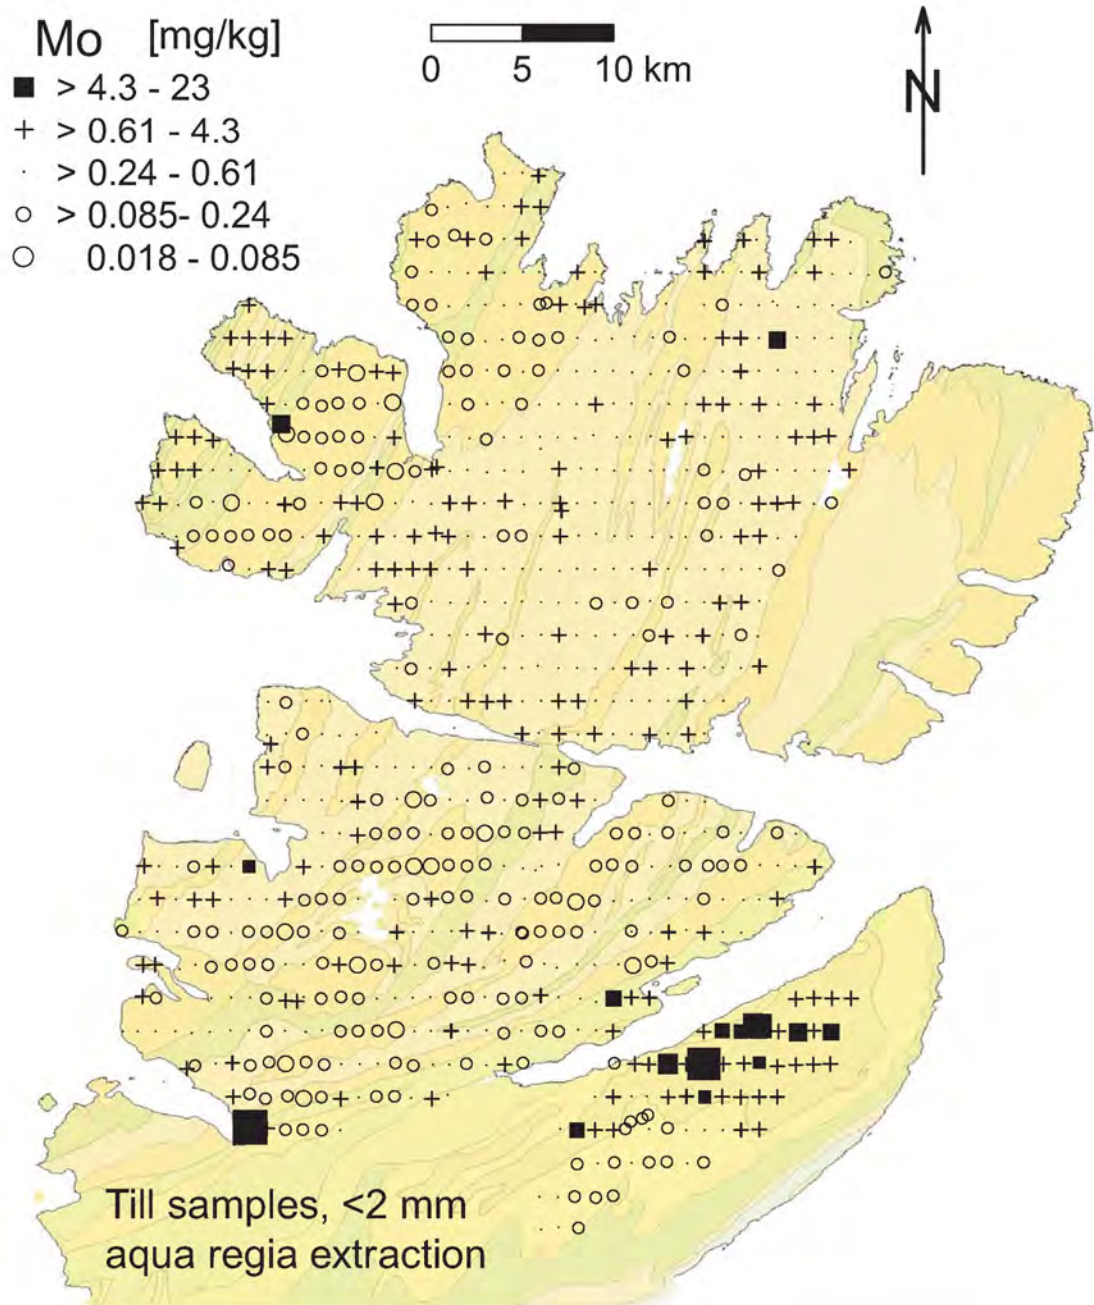 Mo [mg/kg]
> 4.3 - 23
> 0.61 - 4.3
> 0.24 - 0.61
> 0.085- 0.24
0.018 - 0.085
0 5 10 km
N
Till samples, <2 mm
aqua regia extraction